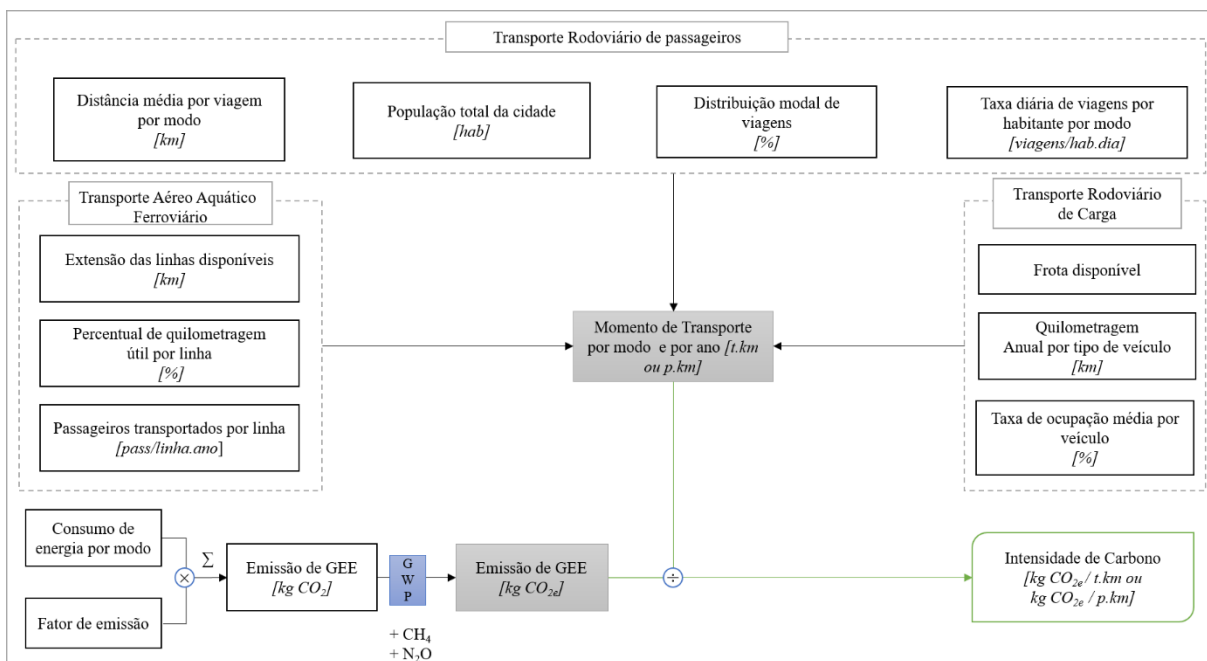 Transporte Rodoviário de passageiros
Distância média por viagem
por modo
[km]
População total da cidade
[hab]
Distribuição modal de
viagens
[%]
Taxa diária de viagens por
habitante por modo
[viagens/hab.dia]
Transporte Aéreo Aquático
Ferroviário
Extensão das linhas disponíveis
[km]
Percentual de quilometragem
útil por linha
[%]
Passageiros transportados por linha
[pass/linha.ano]
Momento de Transporte
por modo e por ano [t.km
ou p.km]
Transporte Rodoviário
de Carga
Frota disponível
Quilometragem
Anual por tipo de veículo
[km]
Taxa de ocupação média por
veículo
[%]
Consumo de
energia por modo
Fator de emissão
×
∑
Emissão de GEE
[kg CO2]
G
W
P
+ CH4
+ N2O
Emissão de GEE
[kg CO2e]
÷
Intensidade de Carbono
[kg CO2e / t.km ou
kg CO2e / p.km]